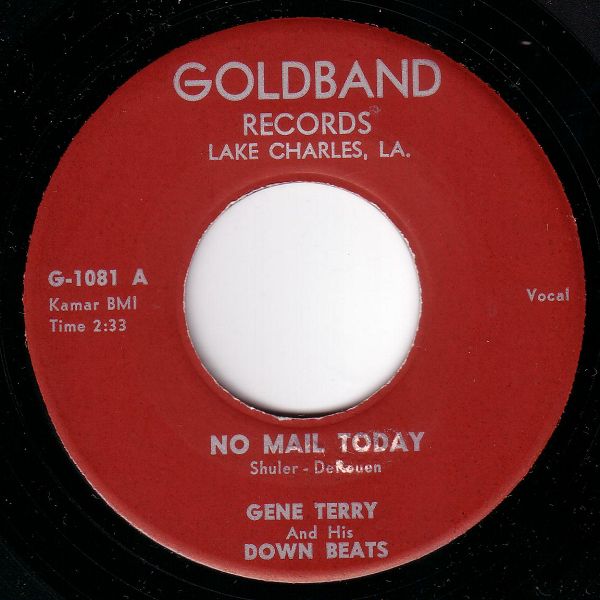 GOLDBAND
RECORDS
LAKE CHARLES, LA.
G-1081 A
Kamar BMI
Time 2:33
Vocal
NO MAIL TODAY
Shuler - DeRouen
GENE TERRY
And His
DOWN BEATS